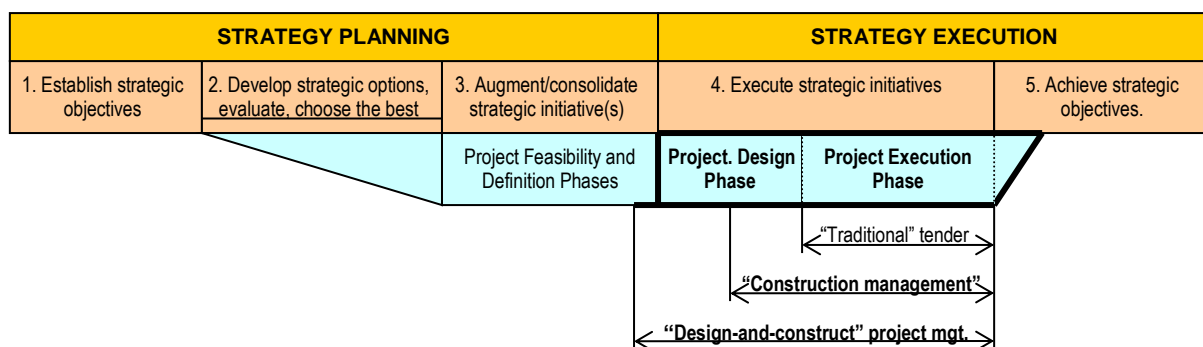 STRATEGY PLANNING
STRATEGY EXECUTION
1. Establish strategic
objectives
2. Develop strategic options,
evaluate, choose the best
3. Augment/consolidate
strategic initiative(s)
4. Execute strategic initiatives
5. Achieve strategic
objectives.
Project Feasibility and
Definition Phases
Project. Design
Phase
Project Execution
Phase
“Traditional” tender
“Construction management”
“Design-and-construct” project mgt.